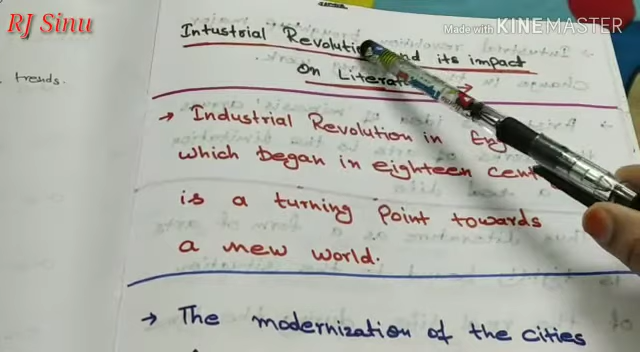 RJ Sinu
Made with KINEMASTER
trends.
Intustrial Revolution and its impact
On Literature
→ Industrial Revolution in
which began in eighteen
is a turning point towards
a new world.
→ The modernization of the cities